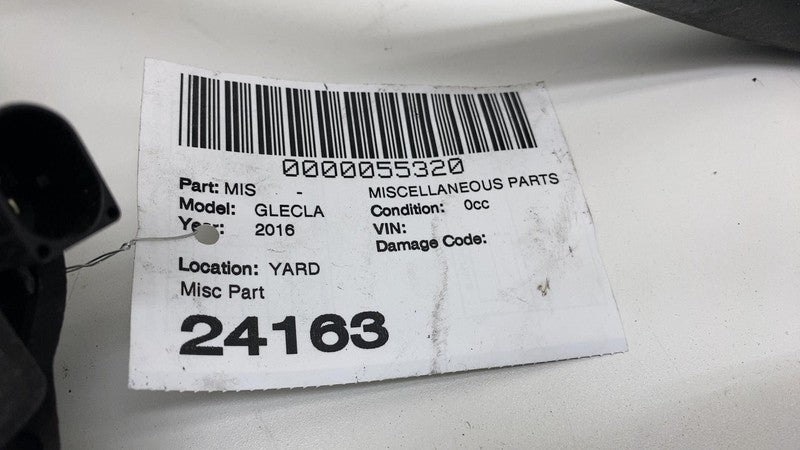 0000055320
Part: MIS - MISCELLANEOUS PARTS
Model: GLECLA Condition: 0cc
Year: 2016 VIN:
Damage Code:
Location: YARD
Misc Part
24163